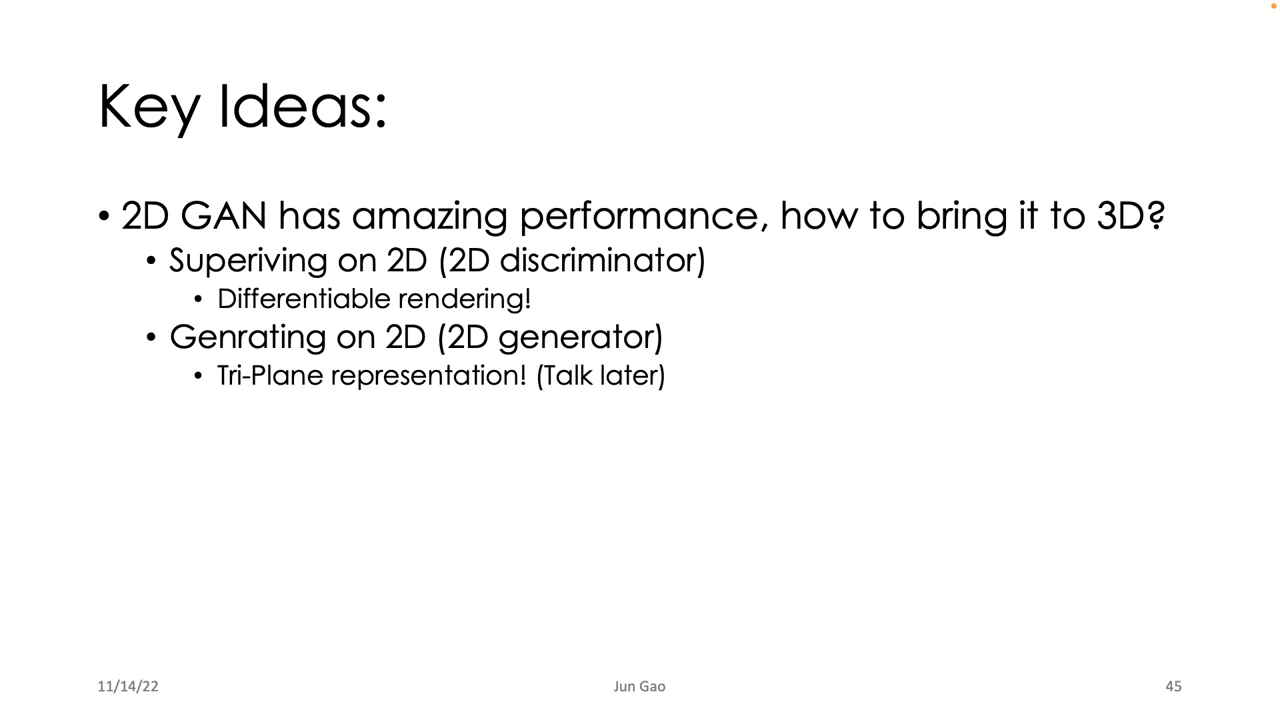 Key Ideas:
• 2D GAN has amazing performance, how to bring it to 3D?
• Superiving on 2D (2D discriminator)
• Differentiable rendering!
• Genrating on 2D (2D generator)
• Tri-Plane representation! (Talk later)
11/14/22
Jun Gao
45